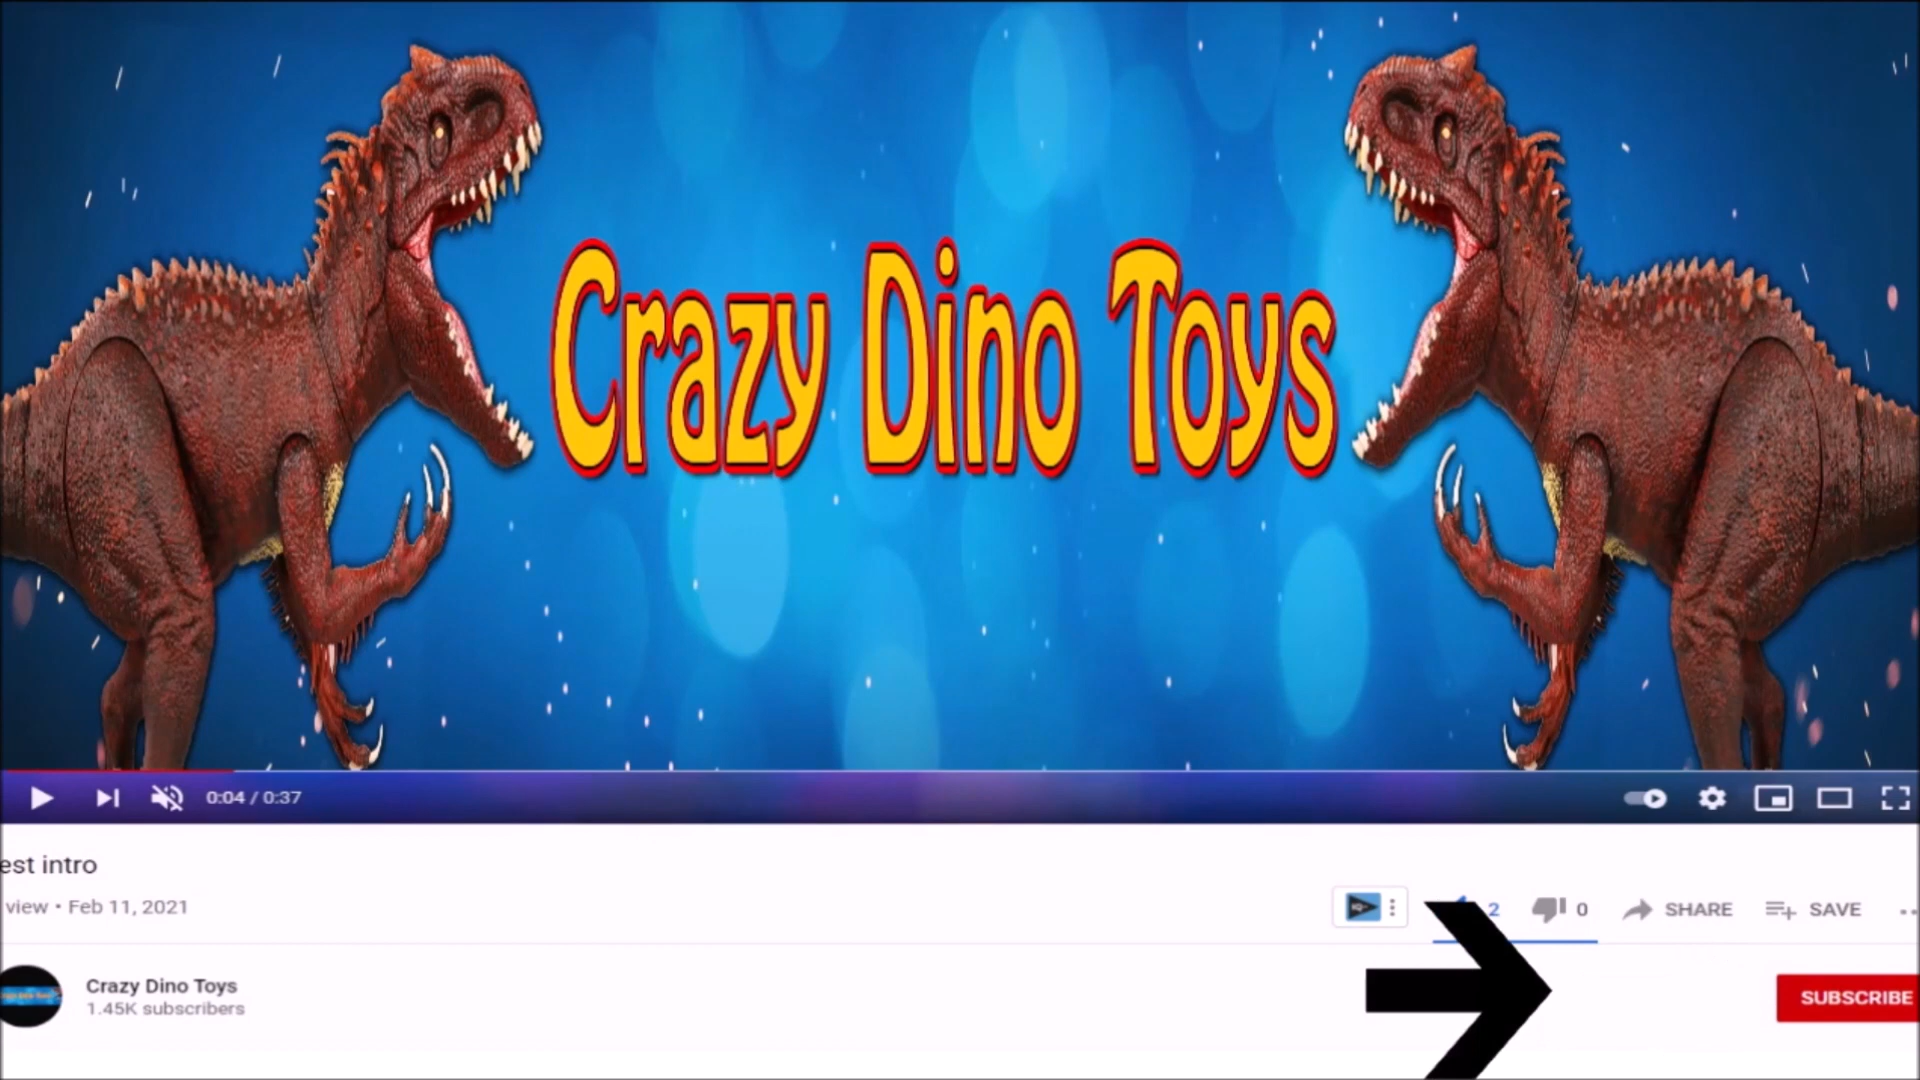 Crazy Dino Toys
0:04 / 0:37
est intro
view • Feb 11, 2021
2
0
SHARE
SAVE
Crazy Dino Toys
1.45K subscribers
SUBSCRIBE